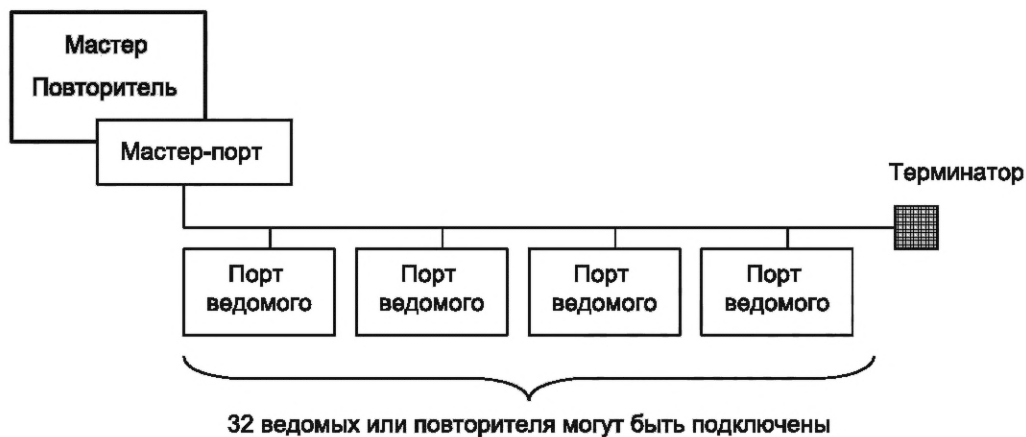 Мастер
Повторитель
Мастер-порт
Терминатор
Порт
ведомого
Порт
ведомого
Порт
ведомого
Порт
ведомого
32 ведомых или повторителя могут быть подключены